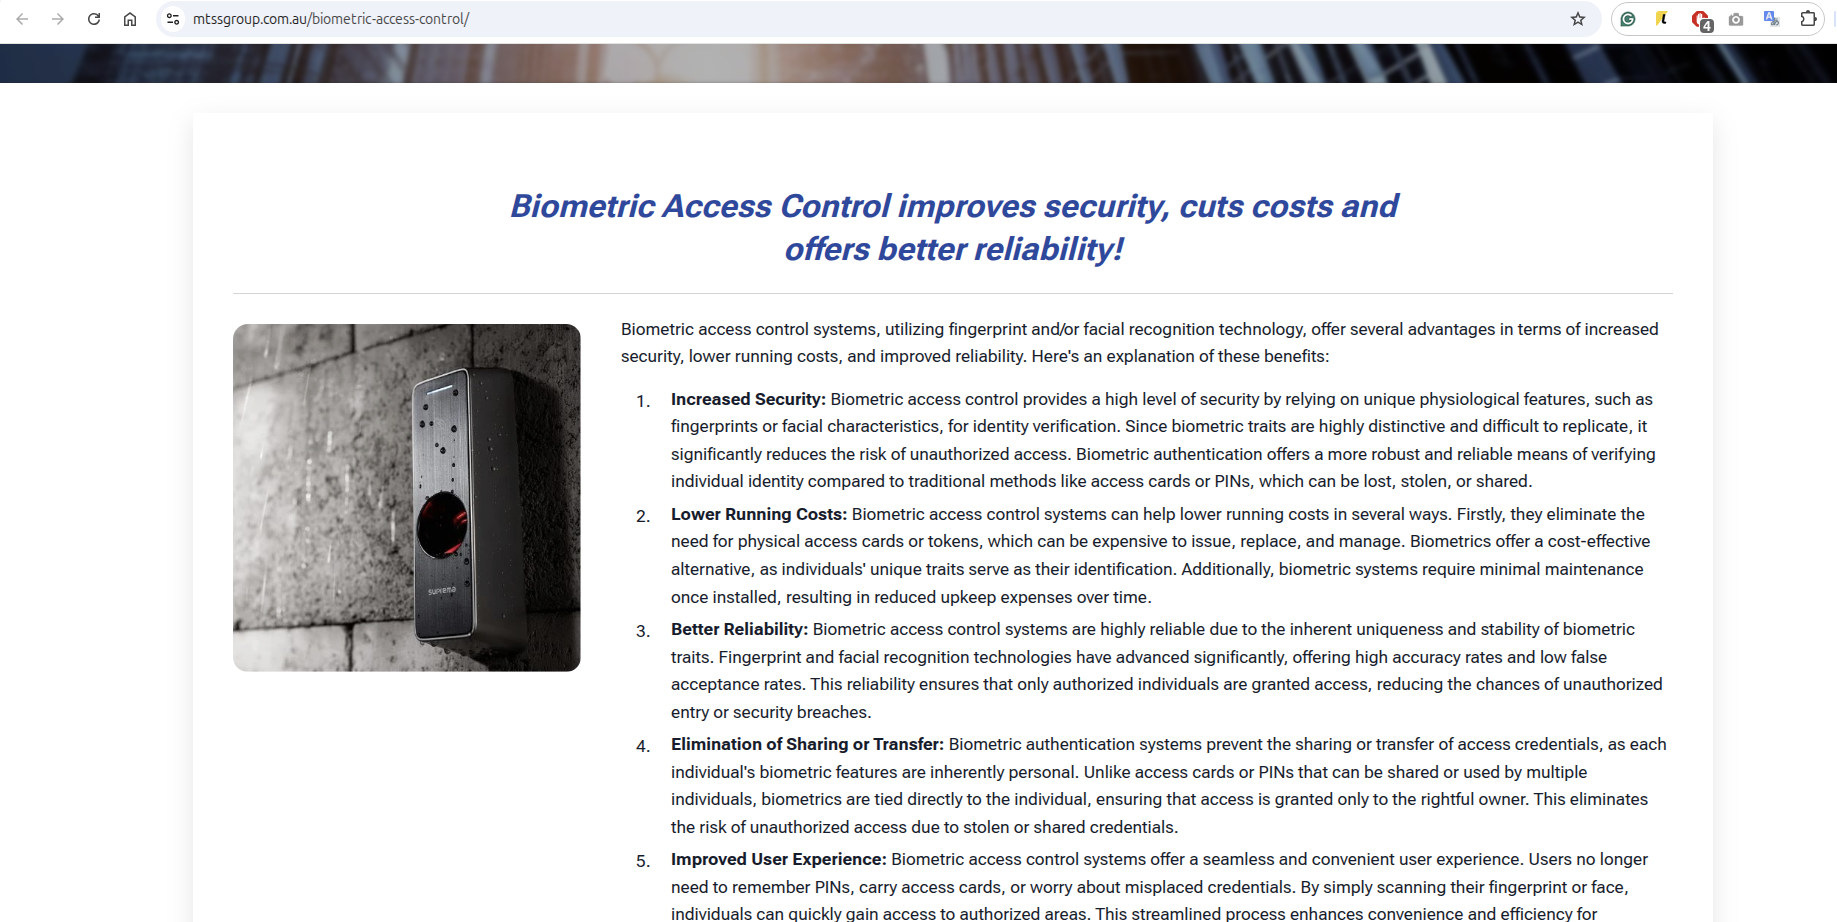 mtssgroup.com.au/biometric-access-control/
4
Biometric Access Control improves security, cuts costs and
offers better reliability!
suprema
Biometric access control systems, utilizing fingerprint and/or facial recognition technology, offer several advantages in terms of increased
security, lower running costs, and improved reliability. Here's an explanation of these benefits:
1. Increased Security: Biometric access control provides a high level of security by relying on unique physiological features, such as
fingerprints or facial characteristics, for identity verification. Since biometric traits are highly distinctive and difficult to replicate, it
significantly reduces the risk of unauthorized access. Biometric authentication offers a more robust and reliable means of verifying
individual identity compared to traditional methods like access cards or PINs, which can be lost, stolen, or shared.
2. Lower Running Costs: Biometric access control systems can help lower running costs in several ways. Firstly, they eliminate the
need for physical access cards or tokens, which can be expensive to issue, replace, and manage. Biometrics offer a cost-effective
alternative, as individuals' unique traits serve as their identification. Additionally, biometric systems require minimal maintenance
once installed, resulting in reduced upkeep expenses over time.
3. Better Reliability: Biometric access control systems are highly reliable due to the inherent uniqueness and stability of biometric
traits. Fingerprint and facial recognition technologies have advanced significantly, offering high accuracy rates and low false
acceptance rates. This reliability ensures that only authorized individuals are granted access, reducing the chances of unauthorized
entry or security breaches.
4. Elimination of Sharing or Transfer: Biometric authentication systems prevent the sharing or transfer of access credentials, as each
individual's biometric features are inherently personal. Unlike access cards or PINs that can be shared or used by multiple
individuals, biometrics are tied directly to the individual, ensuring that access is granted only to the rightful owner. This eliminates
the risk of unauthorized access due to stolen or shared credentials.
5. Improved User Experience: Biometric access control systems offer a seamless and convenient user experience. Users no longer
need to remember PINs, carry access cards, or worry about misplaced credentials. By simply scanning their fingerprint or face,
individuals can quickly gain access to authorized areas. This streamlined process enhances convenience and efficiency for